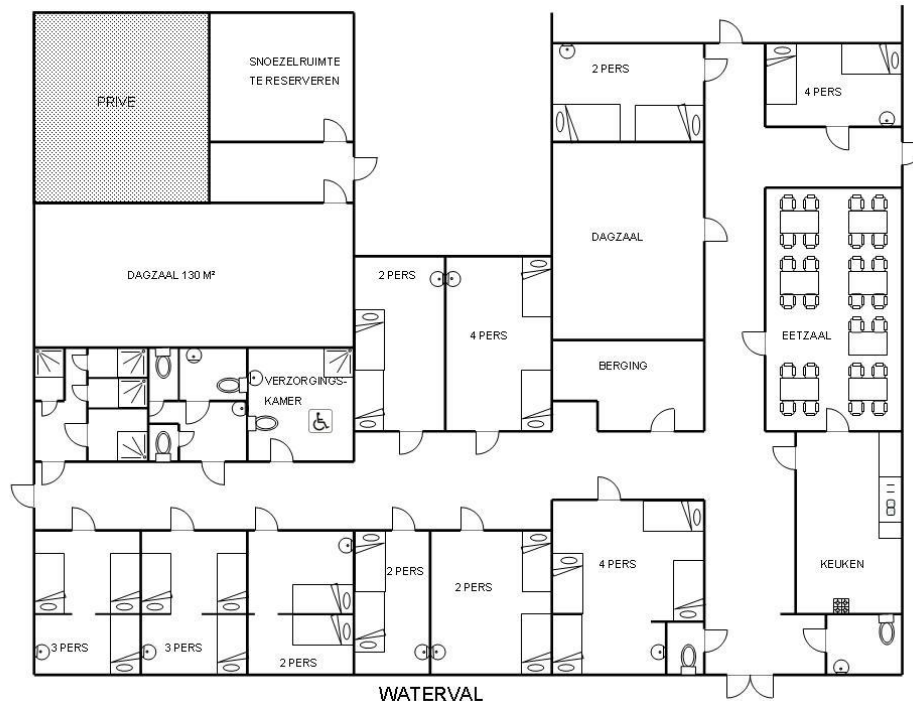 SNOEZELRUIMTE
TE RESERVEREN
PRIVE
2 PERS
4 PERS
DAGZAAL
DAGZAAL 130 M²
2 PERS
4 PERS
EETZAAL
BERGING
VERZORGINGS-
KAMER
3 PERS
3 PERS
2 PERS
2 PERS
2 PERS
4 PERS
KEUKEN
WATERVAL